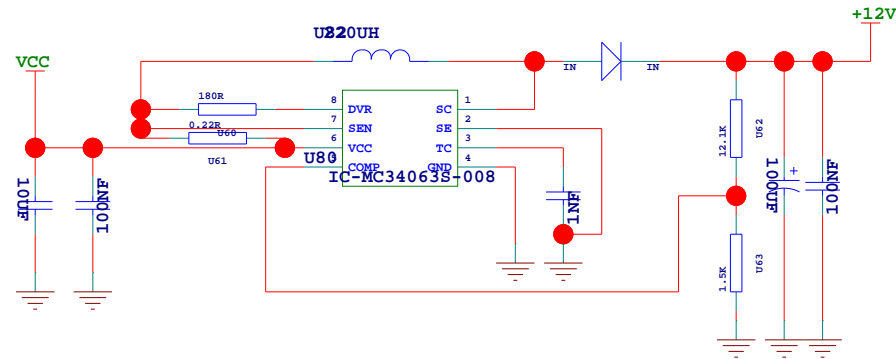 +12V
U8220UH
VCC
IN
IN
180R
8
DVR
SC
1
7
SEN
SE
2
0.22R
U60
6
VCC
TC
3
U61
U80
5
COMP
GND
4
IC-MC34063S-008
12.1K
U62
10UF
100NF
1NF
+
100UF
100NF
1.5K
U63